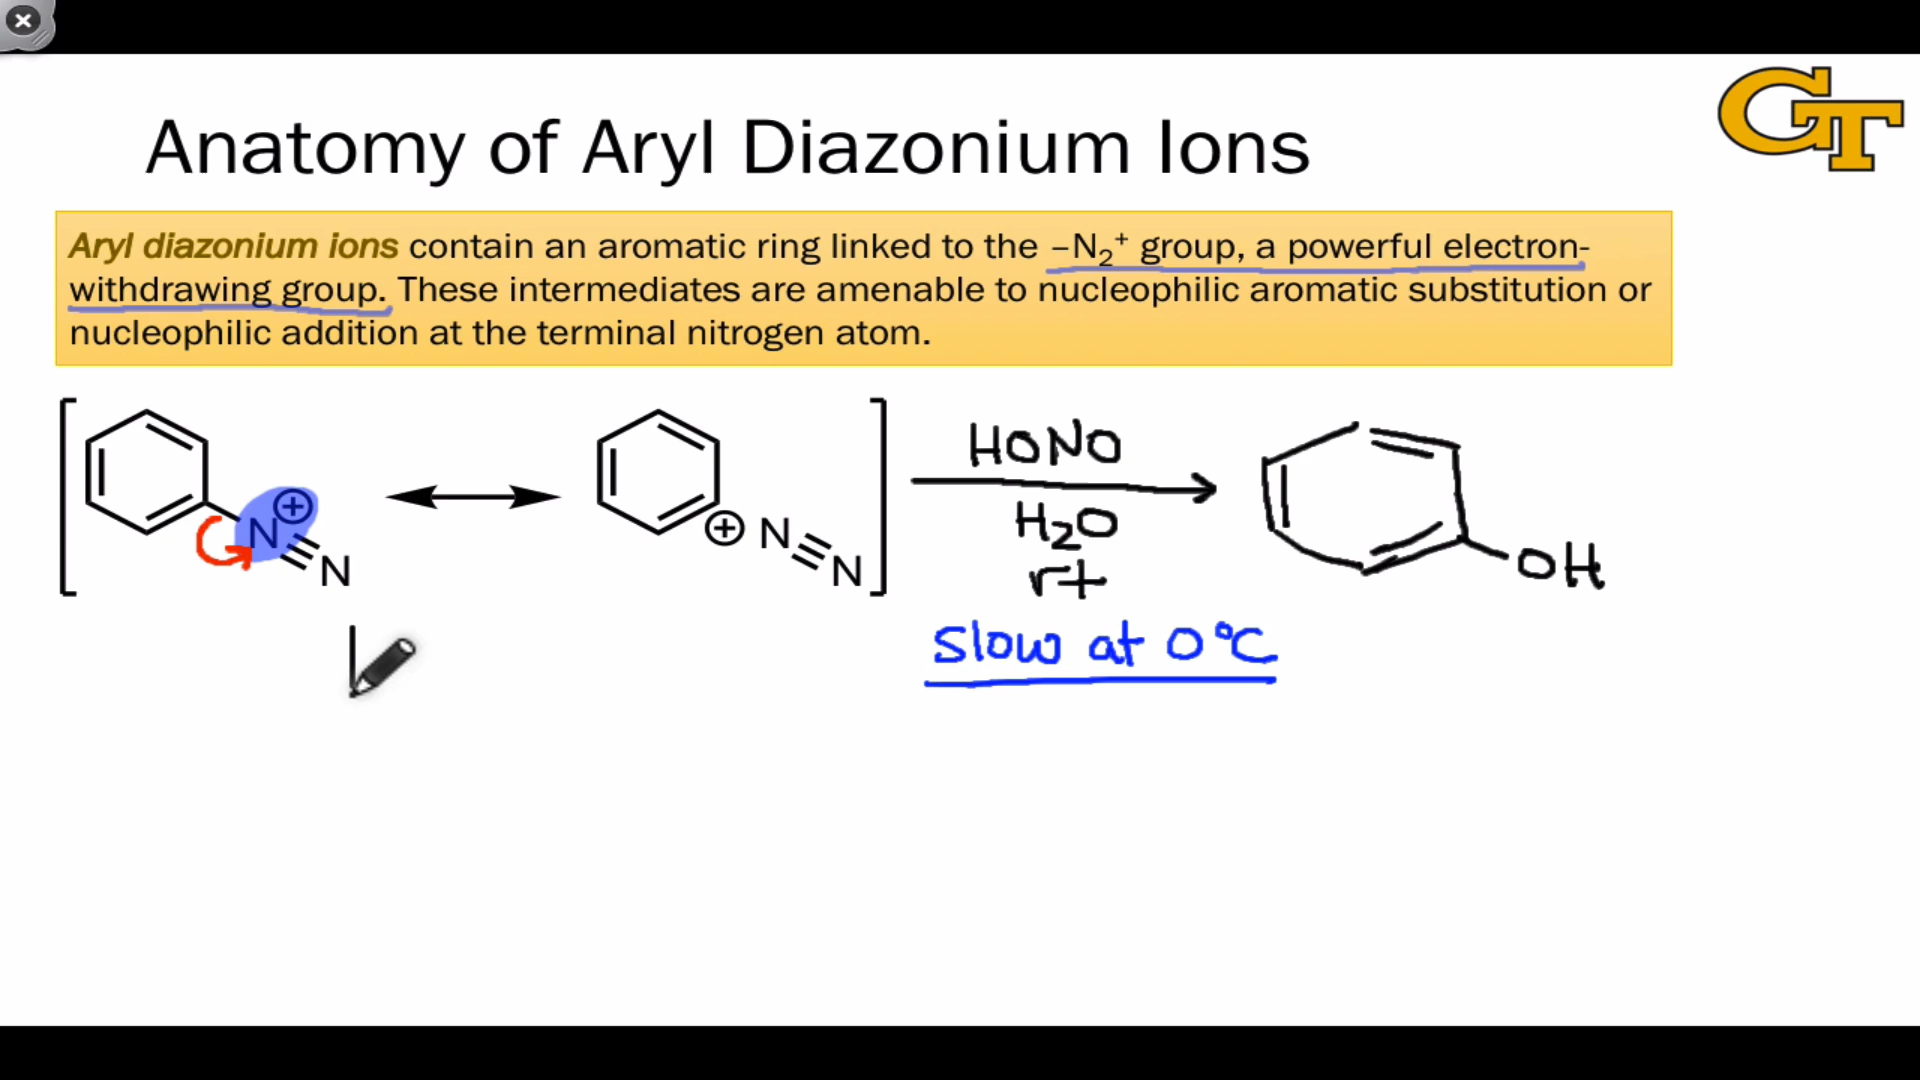 GT
Anatomy of Aryl Diazonium Ions
Aryl diazonium ions contain an aromatic ring linked to the –N₂⁺ group, a powerful electron-
withdrawing group. These intermediates are amenable to nucleophilic aromatic substitution or
nucleophilic addition at the terminal nitrogen atom.
N⊕
N
⊕ N
N
HONO
H₂O
rt
OH
Slow at 0°C